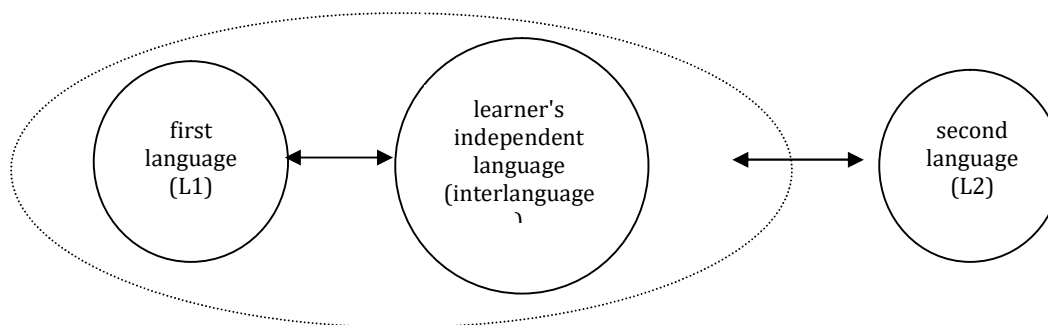 first
language
(L1)
learner's
independent
language
(interlanguage
)
second
language
(L2)